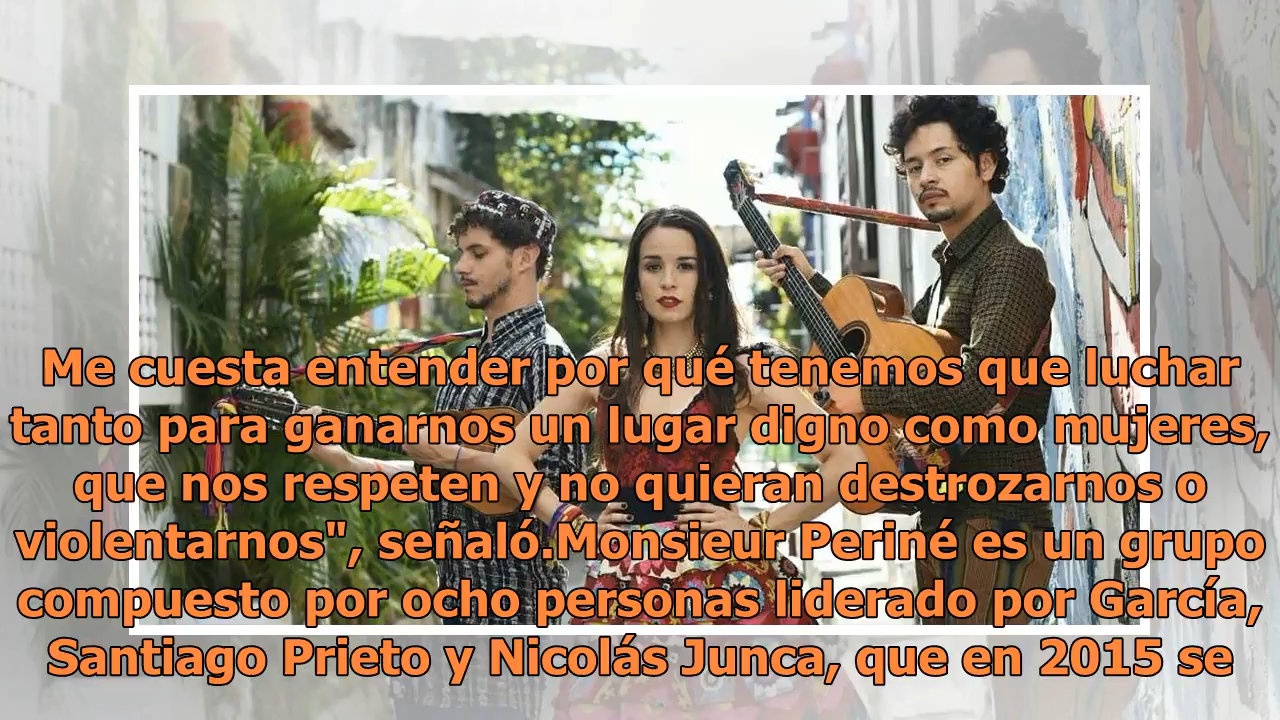 Me cuesta entender por qué tenemos que luchar
tanto para ganarnos un lugar digno como mujeres,
que nos respeten y no quieran destrozarnos o
violentarnos", señaló.Monsieur Periné es un grupo
compuesto por ocho personas liderado por García,
Santiago Prieto y Nicolás Junca, que en 2015 se